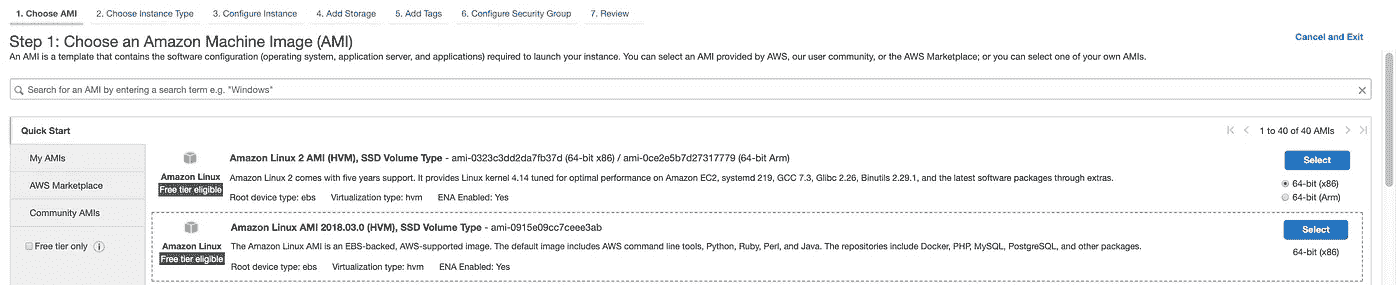 1. Choose AMI 2. Choose Instance Type 3. Configure Instance 4. Add Storage 5. Add Tags 6. Configure Security Group 7. Review
Step 1: Choose an Amazon Machine Image (AMI)
Cancel and Exit
An AMI is a template that contains the software configuration (operating system, application server, and applications) required to launch your instance. You can select an AMI provided by AWS, our user community, or the AWS Marketplace; or you can select one of your own AMIs.
Search for an AMI by entering a search term e.g. "Windows"
Quick Start
1 to 40 of 40 AMIs
My AMIs
AWS Marketplace
Community AMIs
Free tier only
Amazon Linux
Free tier eligible
Amazon Linux 2 AMI (HVM), SSD Volume Type - ami-0323c3dd2da7fb37d (64-bit x86) / ami-0ce2e5b7d27317779 (64-bit Arm)
Amazon Linux 2 comes with five years support. It provides Linux kernel 4.14 tuned for optimal performance on Amazon EC2, systemd 219, GCC 7.3, Glibc 2.26, Binutils 2.29.1, and the latest software packages through extras.
Root device type: ebs Virtualization type: hvm ENA Enabled: Yes
Select
64-bit (x86)
64-bit (Arm)
Amazon Linux
Free tier eligible
Amazon Linux AMI 2018.03.0 (HVM), SSD Volume Type - ami-0915e09cc7ceee3ab
The Amazon Linux AMI is an EBS-backed, AWS-supported image. The default image includes AWS command line tools, Python, Ruby, Perl, and Java. The repositories include Docker, PHP, MySQL, PostgreSQL, and other packages.
Root device type: ebs Virtualization type: hvm ENA Enabled: Yes
Select
64-bit (x86)